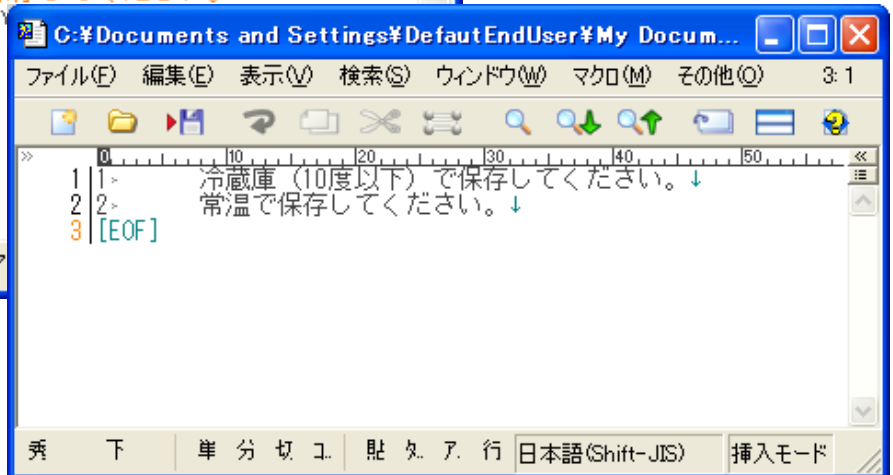 C:¥Documents and Settings¥DefautEndUser¥My Docum...
ファイル(F) 編集(E) 表示(V) 検索(S) ウィンドウ(W) マクロ(M) その他(O) 3: 1
0 10 20 30 40 50
1 1 冷蔵庫（10度以下）で保存してください。↓
2 2 常温で保存してください。↓
3 [EOF]
秀 下 単 分 切 コ.. 貼 タ.. ア. 行 日本語(Shift-JIS) 挿入モード